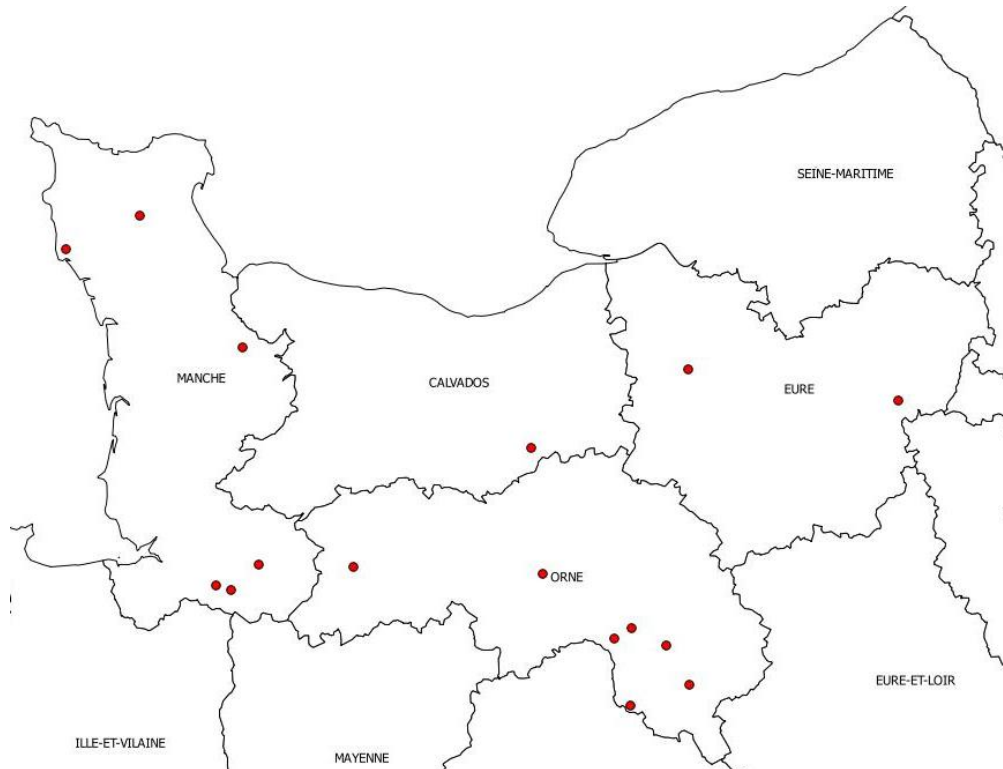 SEINE-MARITIME
MANCHE
CALVADOS
EURE
ORNE
EURE-ET-LOIR
ILLE-ET-VILAINE
MAYENNE